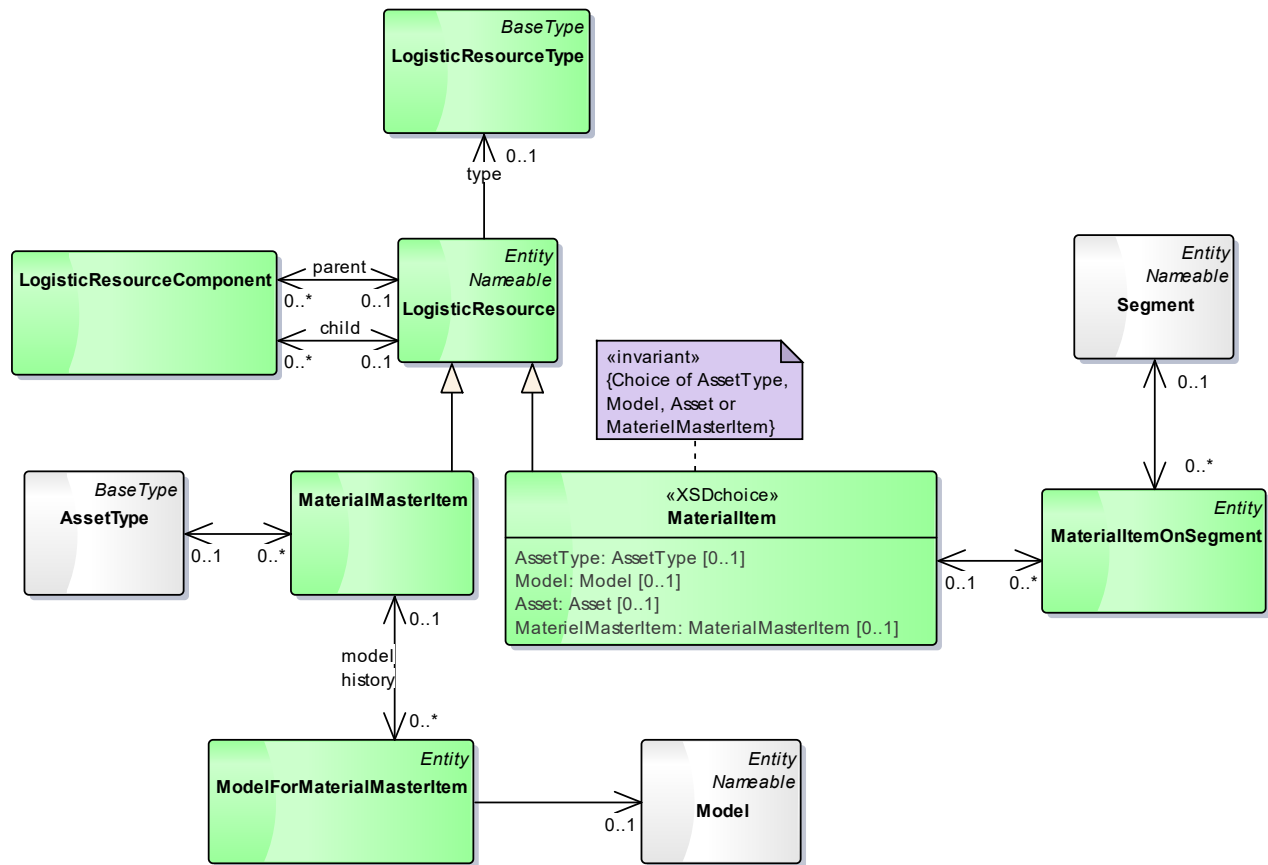 BaseType
LogisticResourceType
0..1
type
LogisticResourceComponent
parent
0..*
0..1
child
0..*
0..1
Entity
Nameable
LogisticResource
«invariant»
{Choice of AssetType,
Model, Asset or
MaterielMasterItem}
Entity
Nameable
Segment
0..1
0..*
BaseType
AssetType
0..1
0..*
MaterialMasterItem
«XSDchoice»
MaterialItem
AssetType: AssetType [0..1]
Model: Model [0..1]
Asset: Asset [0..1]
MaterielMasterItem: MaterialMasterItem [0..1]
0..1
0..*
Entity
MaterialItemOnSegment
0..1
model
history
0..*
Entity
ModelForMaterialMasterItem
0..1
Entity
Nameable
Model